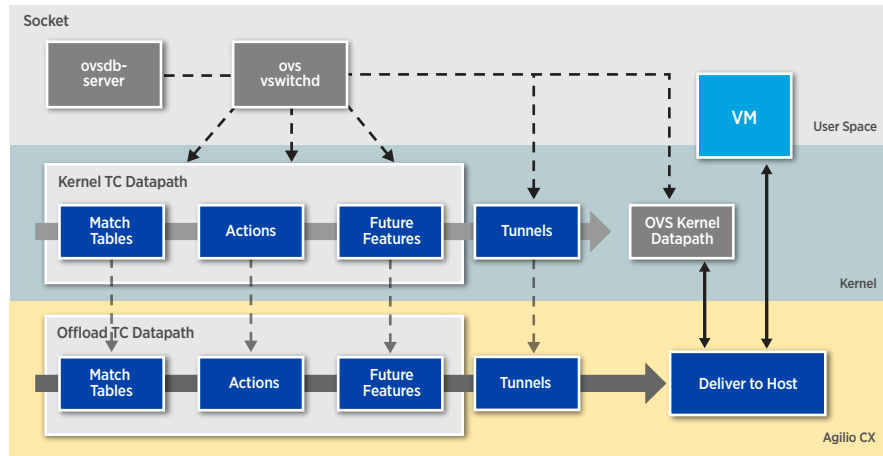 Socket
ovsdb-
server
ovs
vswitchd
VM
User Space
Kernel TC Datapath
Match
Tables
Actions
Future
Features
Tunnels
OVS Kernel
Datapath
Kernel
Offload TC Datapath
Match
Tables
Actions
Future
Features
Tunnels
Deliver to Host
Agilio CX